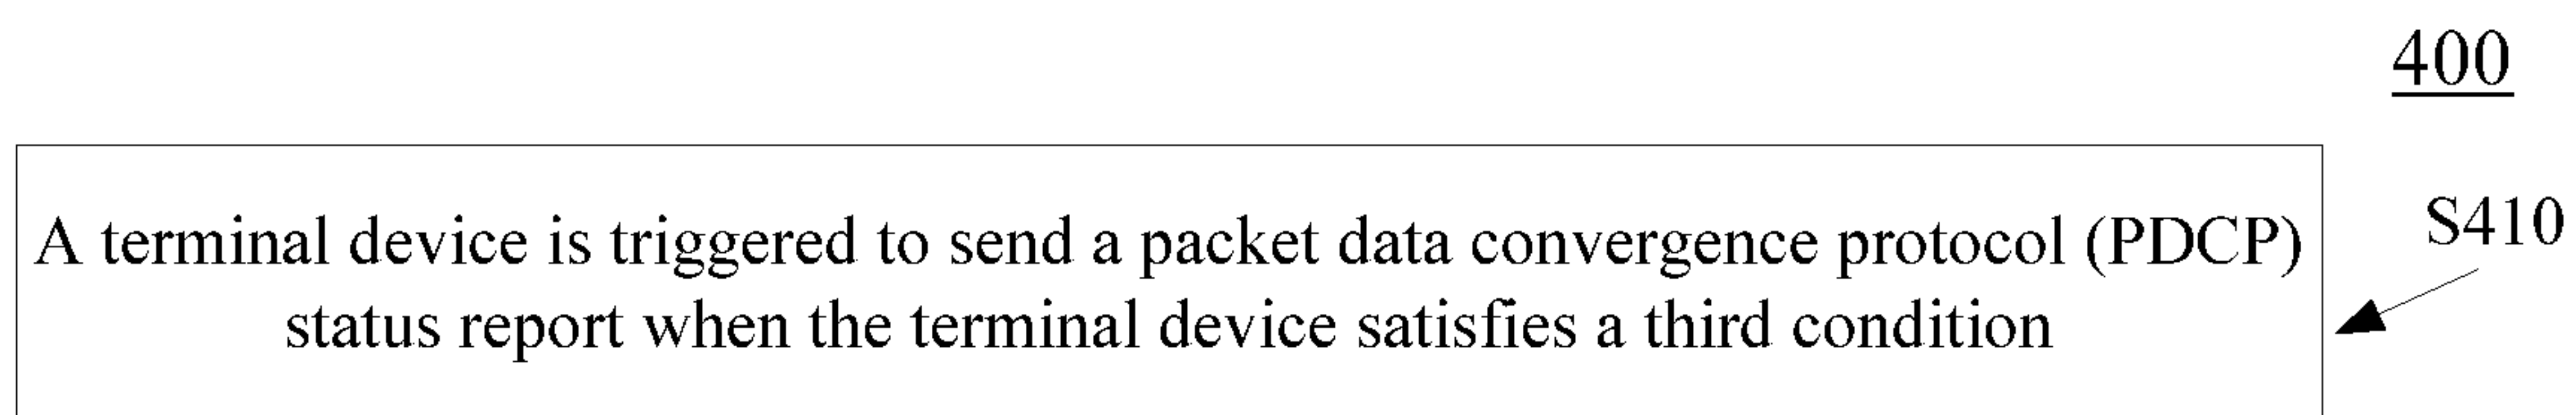 400
A terminal device is triggered to send a packet data convergence protocol (PDCP)
status report when the terminal device satisfies a third condition
S410